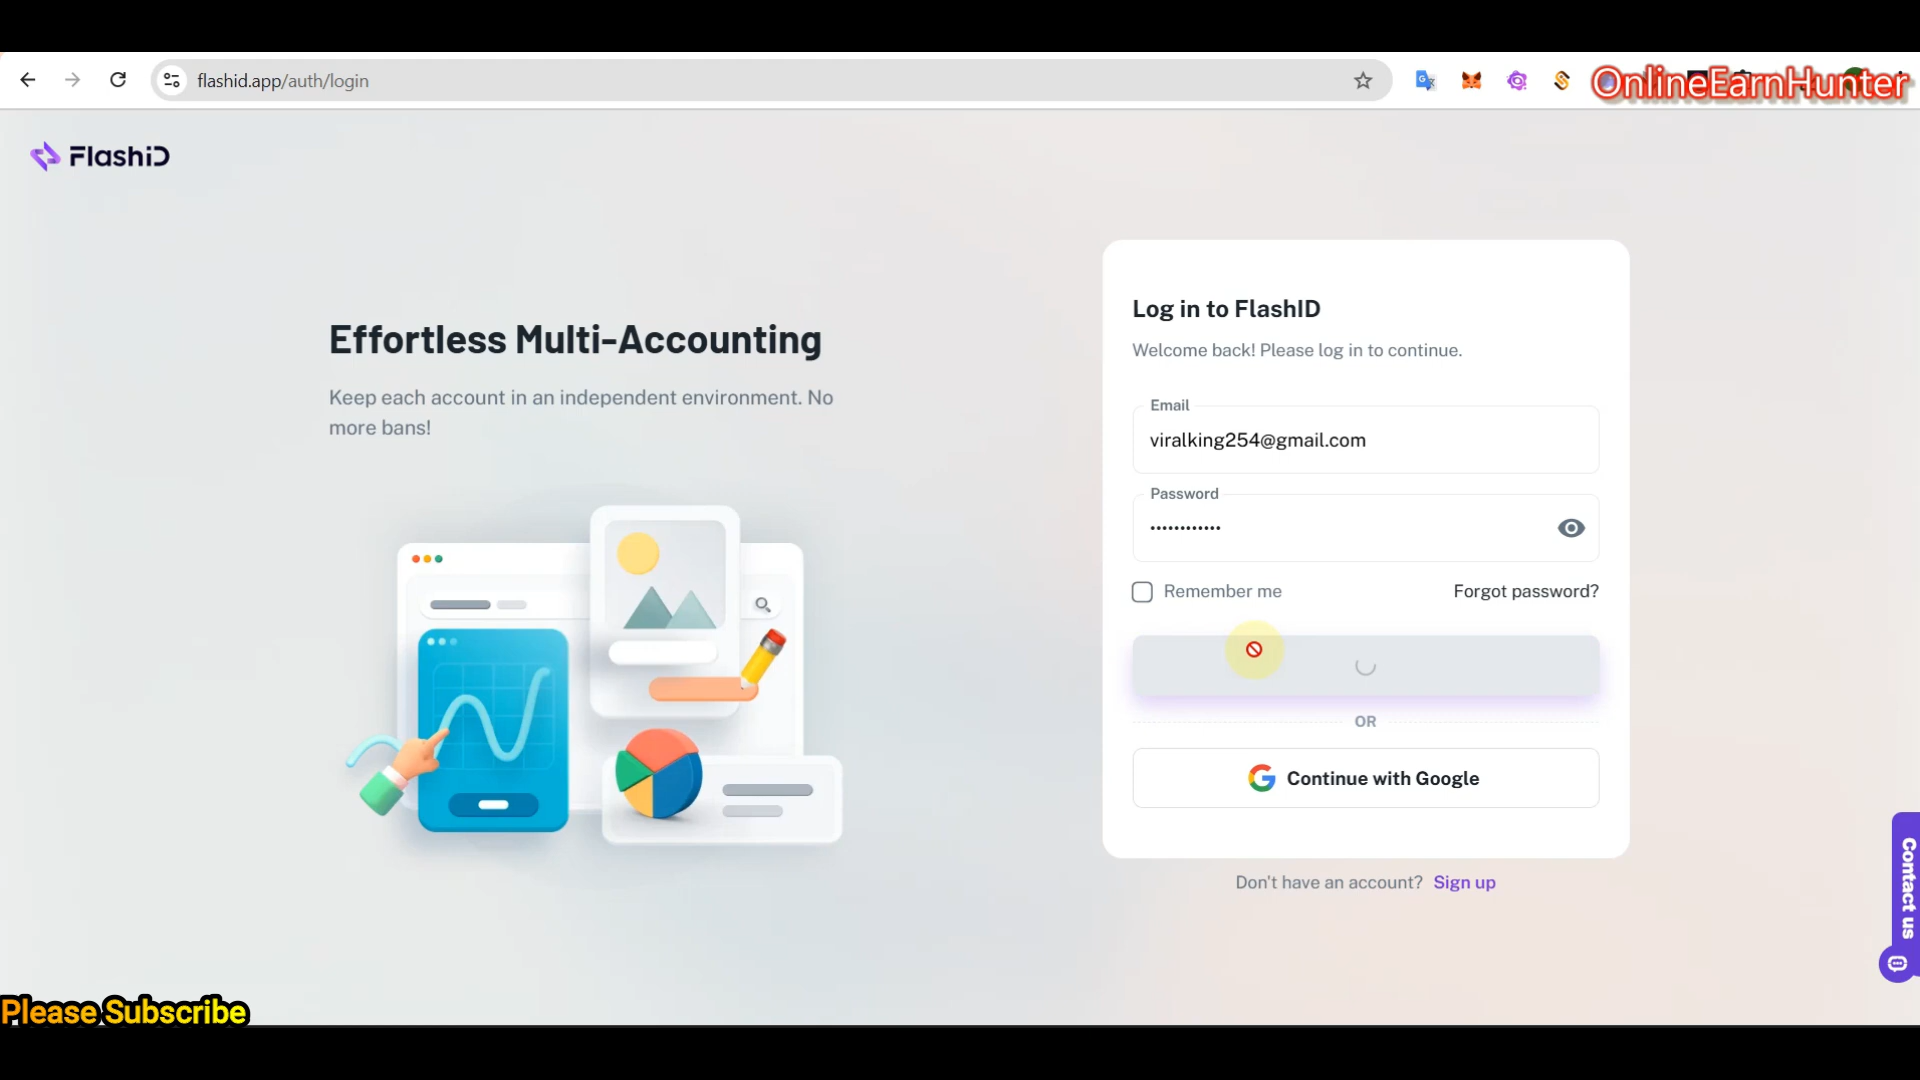 flashid.app/auth/login
OnlineEarnHunter
FlashID
Effortless Multi-Accounting
Keep each account in an independent environment. No
more bans!
Log in to FlashID
Welcome back! Please log in to continue.
Email
viralking254@gmail.com
Password
••••••••••••
Remember me
Forgot password?
OR
Continue with Google
Don't have an account? Sign up
Contact us
Please Subscribe